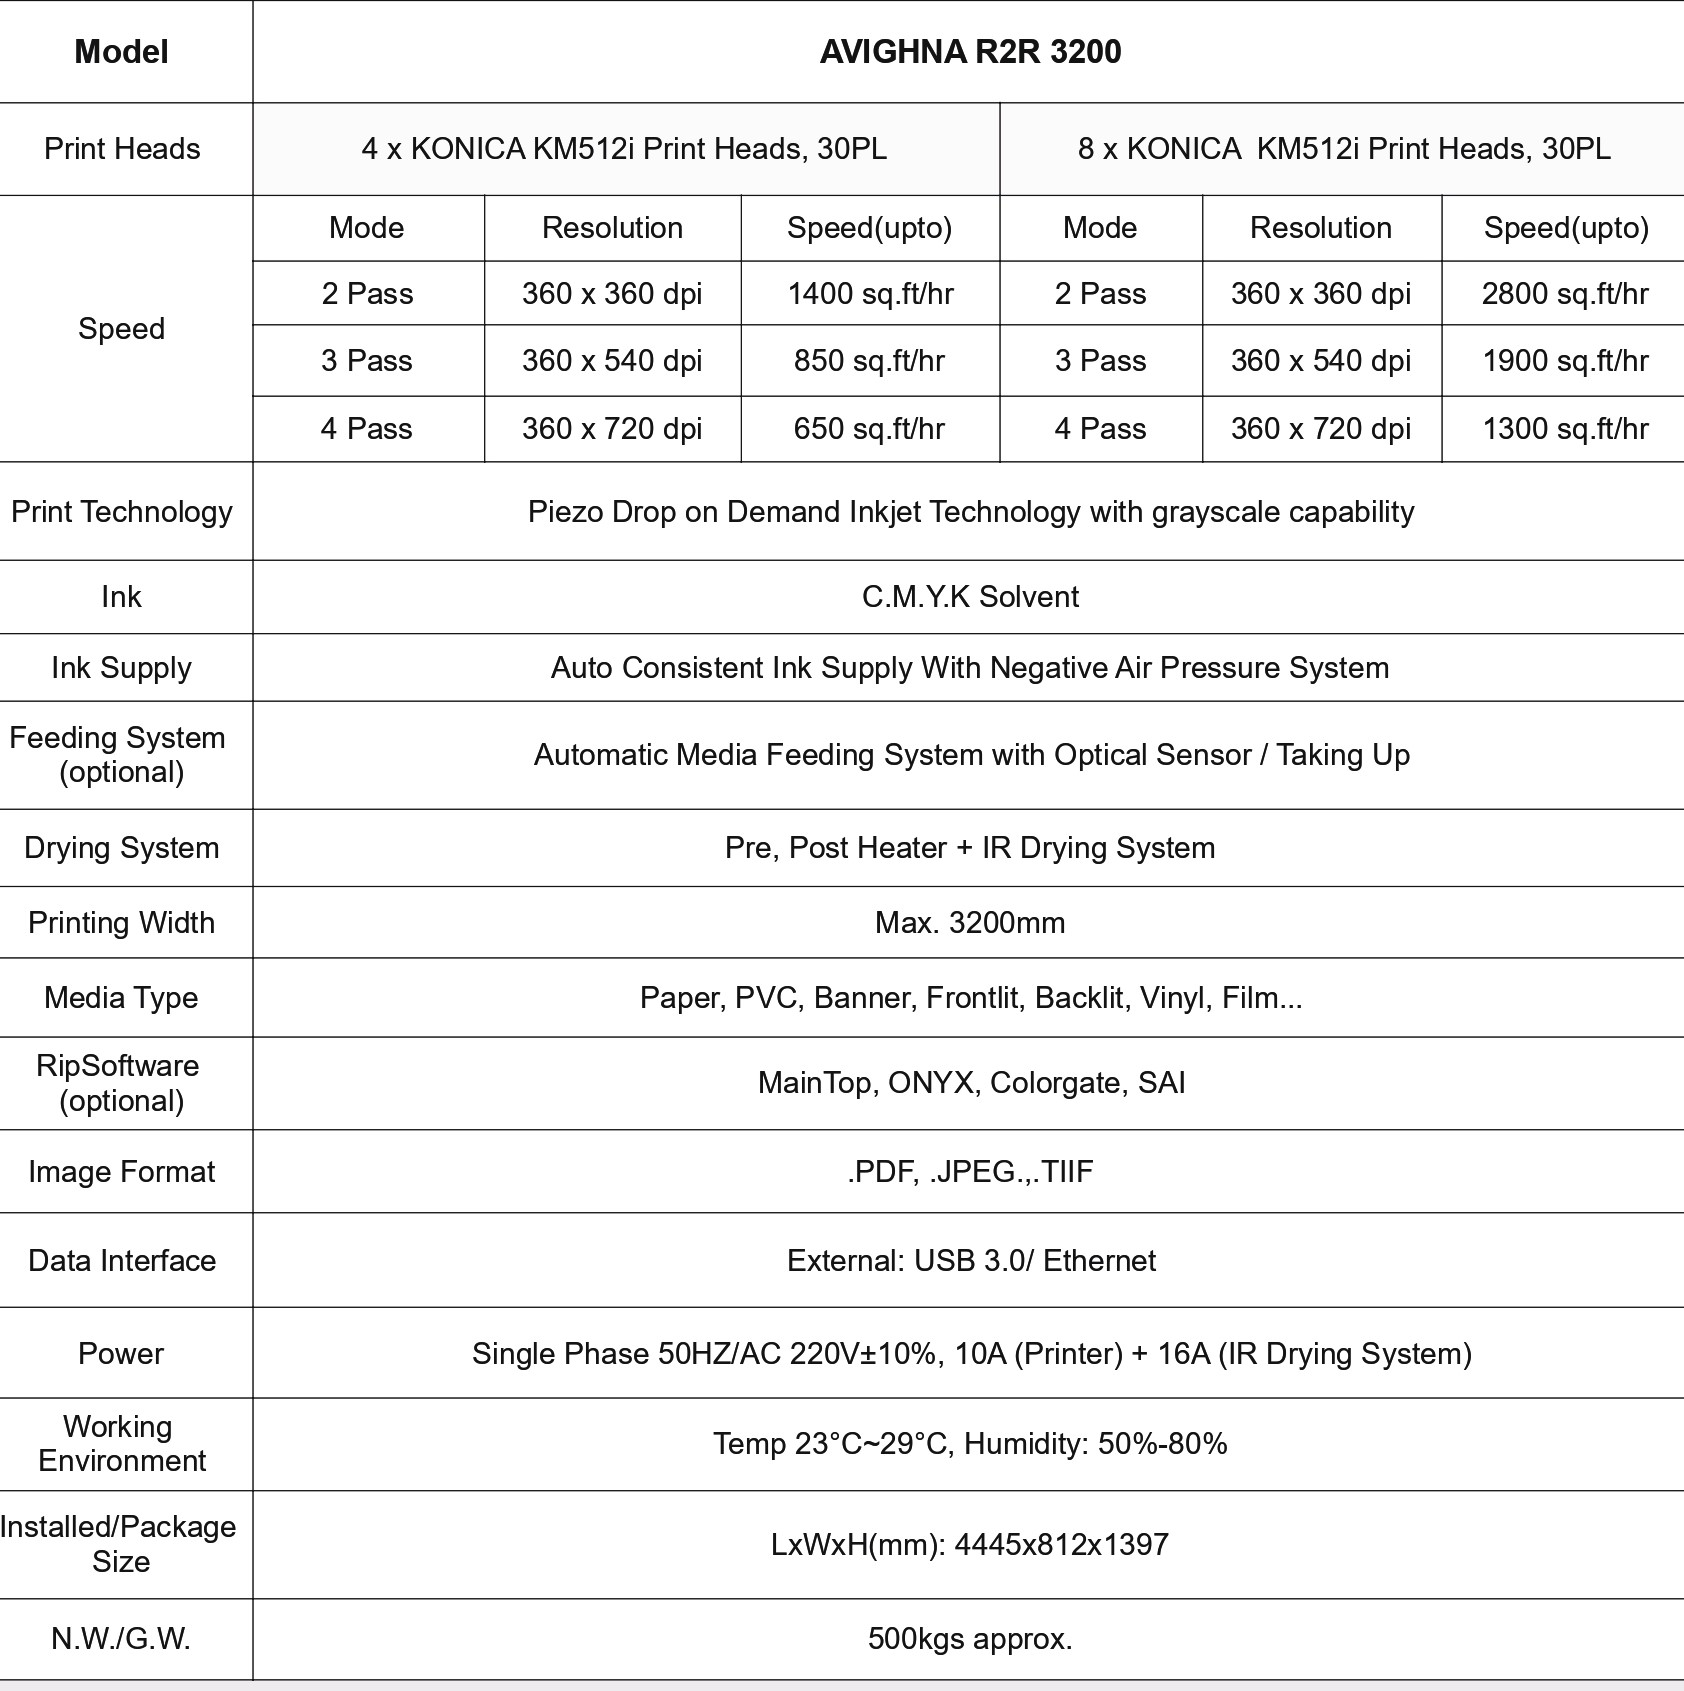 Model AVIGHNA R2R 3200
Print Heads 4 x KONICA KM512i Print Heads, 30PL 8 x KONICA KM512i Print Heads, 30PL
Speed
Mode Resolution Speed(upto) Mode Resolution Speed(upto)
2 Pass 360 x 360 dpi 1400 sq.ft/hr 2 Pass 360 x 360 dpi 2800 sq.ft/hr
3 Pass 360 x 540 dpi 850 sq.ft/hr 3 Pass 360 x 540 dpi 1900 sq.ft/hr
4 Pass 360 x 720 dpi 650 sq.ft/hr 4 Pass 360 x 720 dpi 1300 sq.ft/hr
Print Technology Piezo Drop on Demand Inkjet Technology with grayscale capability
Ink C.M.Y.K Solvent
Ink Supply Auto Consistent Ink Supply With Negative Air Pressure System
Feeding System
(optional)
Automatic Media Feeding System with Optical Sensor / Taking Up
Drying System Pre, Post Heater + IR Drying System
Printing Width Max. 3200mm
Media Type Paper, PVC, Banner, Frontlit, Backlit, Vinyl, Film...
RipSoftware
(optional)
MainTop, ONYX, Colorgate, SAI
Image Format .PDF, .JPEG.,.TIIF
Data Interface External: USB 3.0/ Ethernet
Power Single Phase 50HZ/AC 220V±10%, 10A (Printer) + 16A (IR Drying System)
Working
Environment
Temp 23°C~29°C, Humidity: 50%-80%
Installed/Package
Size
LxWxH(mm): 4445x812x1397
N.W./G.W. 500kgs approx.